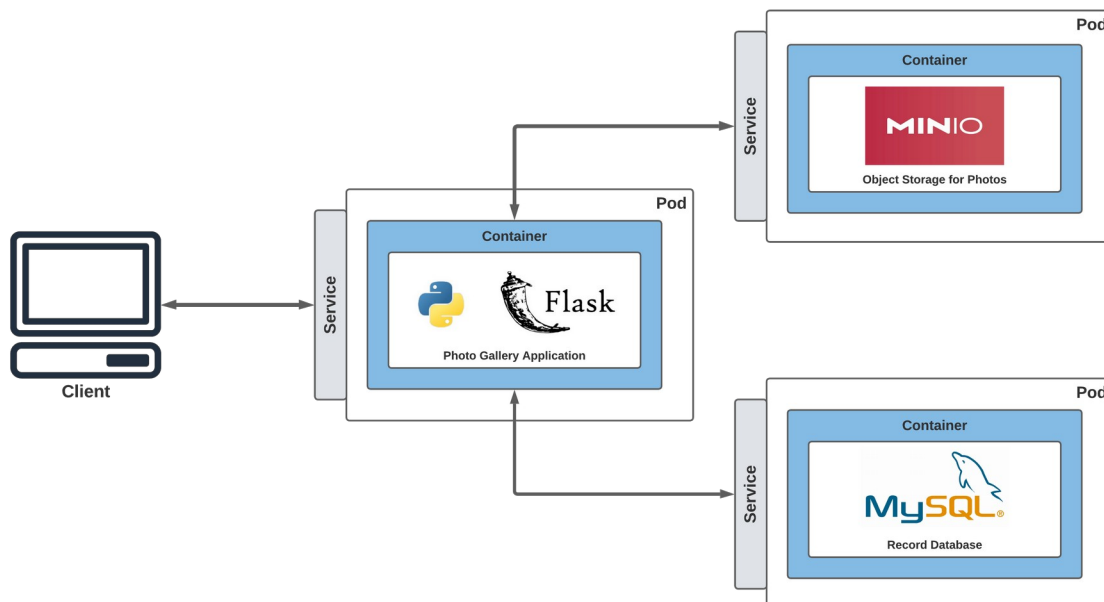 Pod
Container
Service
MINIO
Object Storage for Photos
Pod
Container
Service
Flask
Photo Gallery Application
Client
Pod
Container
Service
MySQL®
Record Database